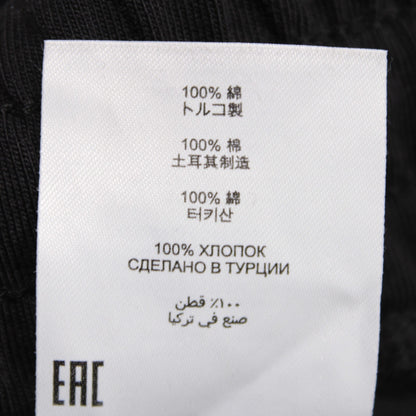 100% 綿
トルコ製
100% 棉
土耳其制造
100% 綿
터키산
100% ХЛОПОК
СДЕЛАНО В ТУРЦИИ
١٠٠٪ قطن
صنع في تركيا
EAC